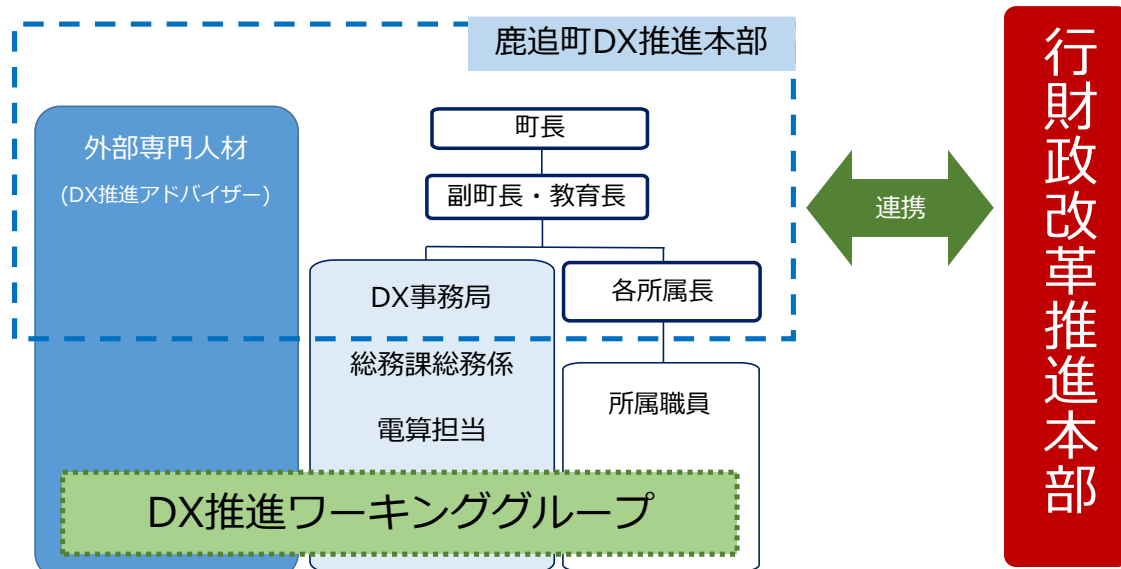 鹿追町DX推進本部
外部専門人材
(DX推進アドバイザー)
町長
副町長・教育長
DX事務局
各所属長
総務課総務係
電算担当
所属職員
DX推進ワーキンググループ
連携
行財政改革推進本部